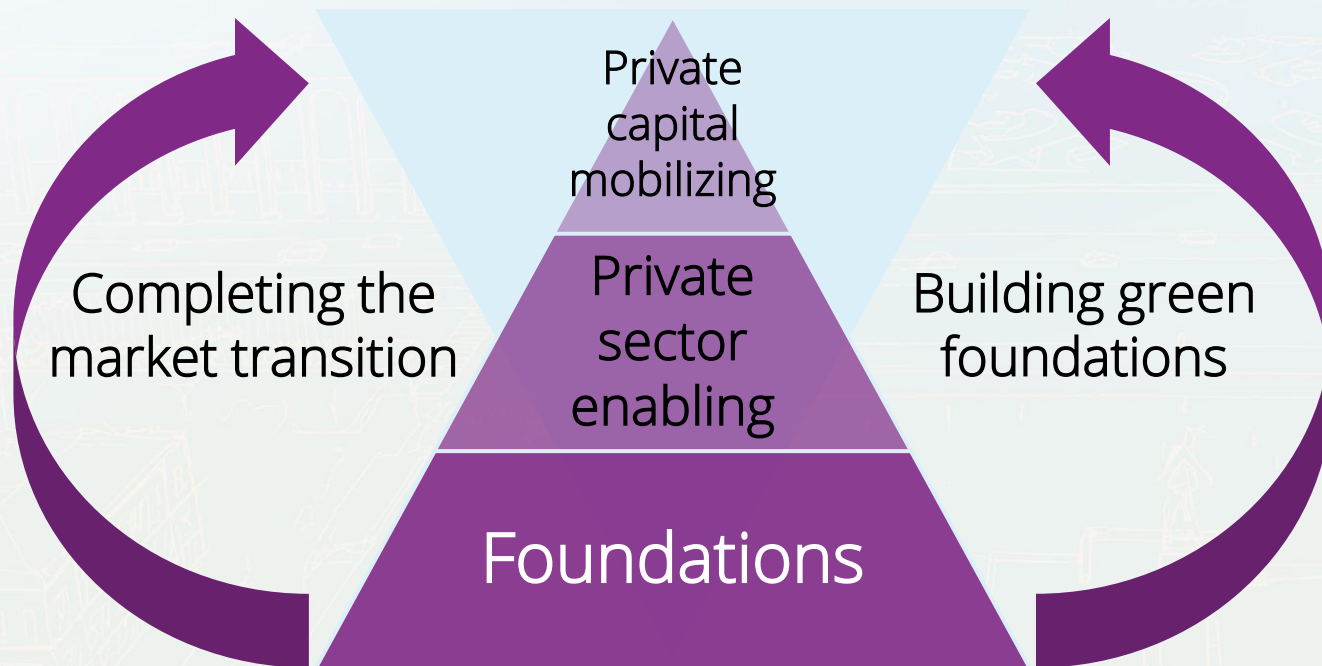 Private
capital
mobilizing
Completing the
market transition
Private
sector
enabling
Building green
foundations
Foundations